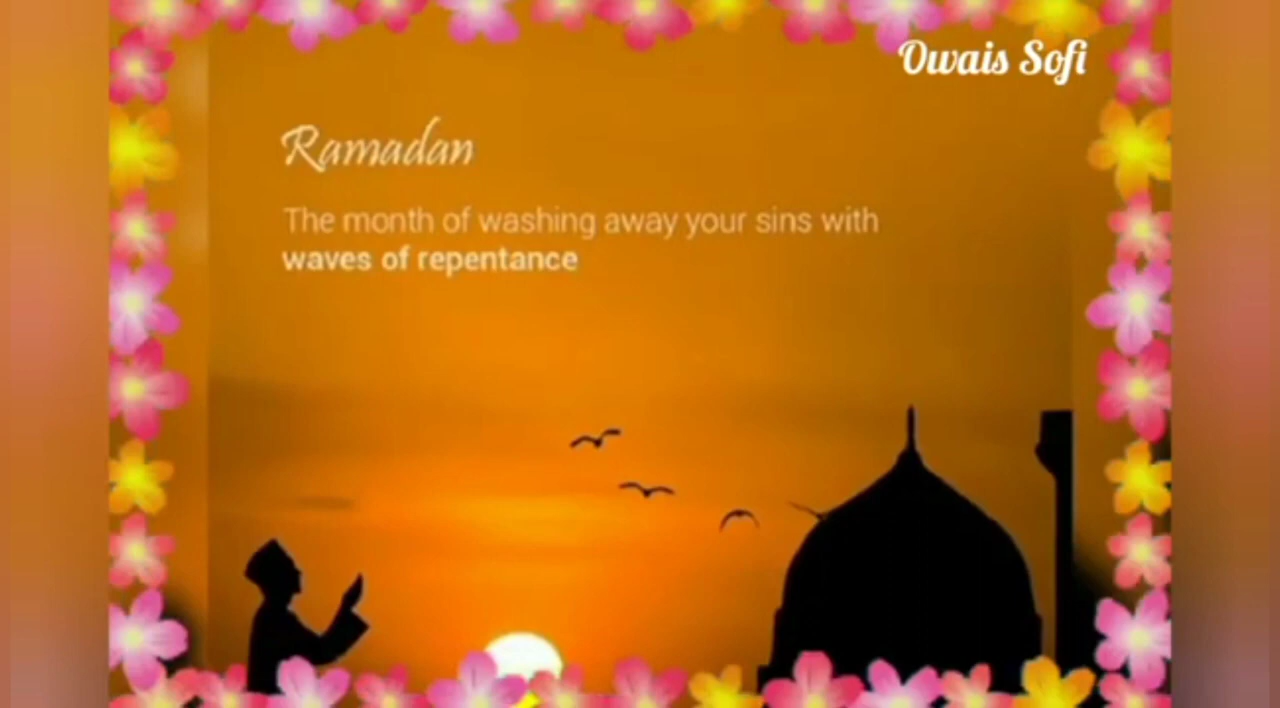 Owais Sofi
Ramadan
The month of washing away your sins with
waves of repentance